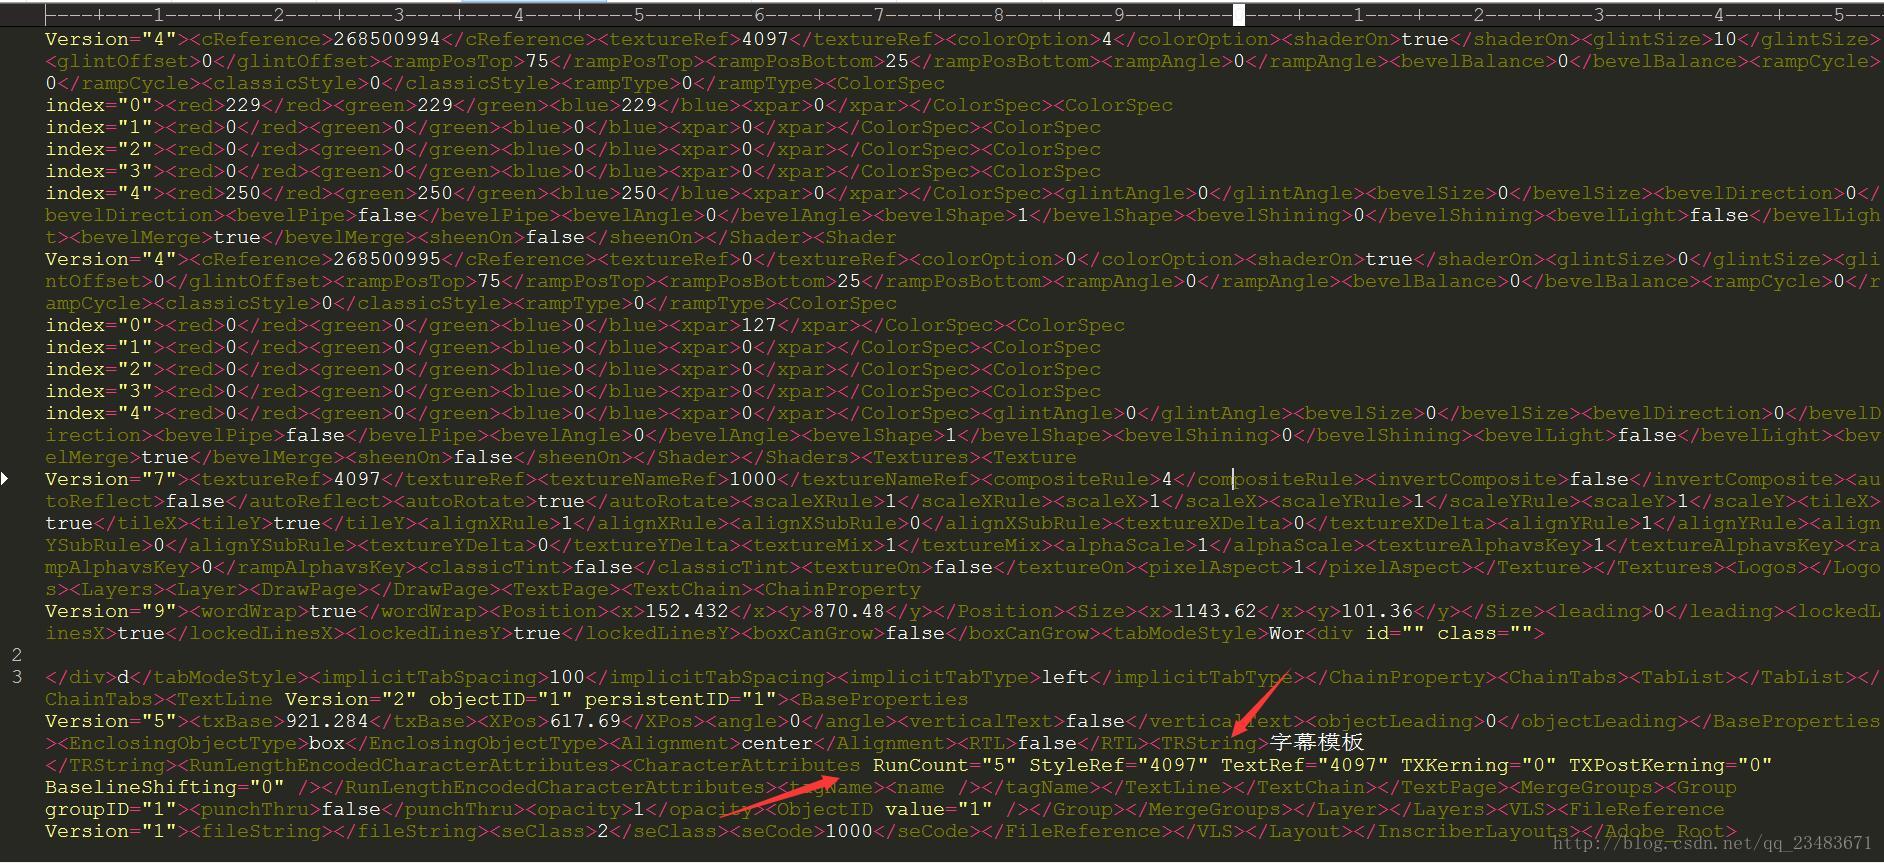 |----+----1----+----2----+----3----+----4----+----5----+----6----+----7----+----8----+----9----+----0----+----1----+----2----+----3----+----4----+----5---
Version="4"><cReference>268500994</cReference><textureRef>4097</textureRef><colorOption>4</colorOption><shaderOn>true</shaderOn><glintSize>10</glintSize>
<glintOffset>0</glintOffset><rampPosTop>75</rampPosTop><rampPosBottom>25</rampPosBottom><rampAngle>0</rampAngle><bevelBalance>0</bevelBalance><rampCycle>
0</rampCycle><classicStyle>0</classicStyle><rampType>0</rampType><ColorSpec
index="0"><red>229</red><green>229</green><blue>229</blue><xpar>0</xpar></ColorSpec><ColorSpec
index="1"><red>0</red><green>0</green><blue>0</blue><xpar>0</xpar></ColorSpec><ColorSpec
index="2"><red>0</red><green>0</green><blue>0</blue><xpar>0</xpar></ColorSpec><ColorSpec
index="3"><red>0</red><green>0</green><blue>0</blue><xpar>0</xpar></ColorSpec><ColorSpec
index="4"><red>250</red><green>250</green><blue>250</blue><xpar>0</xpar></ColorSpec><glintAngle>0</glintAngle><bevelSize>0</bevelSize><bevelDirection>0</
bevelDirection><bevelPipe>false</bevelPipe><bevelAngle>0</bevelAngle><bevelShape>1</bevelShape><bevelShining>0</bevelShining><bevelLight>false</bevelLigh
t><bevelMerge>true</bevelMerge><sheenOn>false</sheenOn></Shader><Shader
Version="4"><cReference>268500995</cReference><textureRef>0</textureRef><colorOption>0</colorOption><shaderOn>true</shaderOn><glintSize>0</glintSize><gli
ntOffset>0</glintOffset><rampPosTop>75</rampPosTop><rampPosBottom>25</rampPosBottom><rampAngle>0</rampAngle><bevelBalance>0</bevelBalance><rampCycle>0</r
ampCycle><classicStyle>0</classicStyle><rampType>0</rampType><ColorSpec
index="0"><red>0</red><green>0</green><blue>0</blue><xpar>127</xpar></ColorSpec><ColorSpec
index="1"><red>0</red><green>0</green><blue>0</blue><xpar>0</xpar></ColorSpec><ColorSpec
index="2"><red>0</red><green>0</green><blue>0</blue><xpar>0</xpar></ColorSpec><ColorSpec
index="3"><red>0</red><green>0</green><blue>0</blue><xpar>0</xpar></ColorSpec><ColorSpec
index="4"><red>0</red><green>0</green><blue>0</blue><xpar>0</xpar></ColorSpec><glintAngle>0</glintAngle><bevelSize>0</bevelSize><bevelDirection>0</bevelD
irection><bevelPipe>false</bevelPipe><bevelAngle>0</bevelAngle><bevelShape>1</bevelShape><bevelShining>0</bevelShining><bevelLight>false</bevelLight><bev
elMerge>true</bevelMerge><sheenOn>false</sheenOn></Shader></Shaders><Textures><Texture
Version="7"><textureRef>4097</textureRef><textureNameRef>1000</textureNameRef><compositeRule>4</compositeRule><invertComposite>false</invertComposite><au
toReflect>false</autoReflect><autoRotate>true</autoRotate><scaleXRule>1</scaleXRule><scaleX>1</scaleX><scaleYRule>1</scaleYRule><scaleY>1</scaleY><tileX>
true</tileX><tileY>true</tileY><alignXRule>1</alignXRule><alignXSubRule>0</alignXSubRule><textureXDelta>0</textureXDelta><alignYRule>1</alignYRule><align
YSubRule>0</alignYSubRule><textureYDelta>0</textureYDelta><textureMix>1</textureMix><alphaScale>1</alphaScale><textureAlphavsKey>1</textureAlphavsKey><ra
mpAlphavsKey>0</rampAlphavsKey><classicTint>false</classicTint><textureOn>false</textureOn><pixelAspect>1</pixelAspect></Texture></Textures><Logos></Logo
s><Layers><Layer><DrawPage></DrawPage><TextPage><TextChain><ChainProperty
Version="9"><wordWrap>true</wordWrap><Position><x>152.432</x><y>870.48</y></Position><Size><x>1143.62</x><y>101.36</y></Size><leading>0</leading><lockedL
inesX>true</lockedLinesX><lockedLinesY>true</lockedLinesY><boxCanGrow>false</boxCanGrow><tabModeStyle>Wor<div id="" class="">
2
3 </div>d</tabModeStyle><implicitTabSpacing>100</implicitTabSpacing><implicitTabType>left</implicitTabType></ChainProperty><ChainTabs><TabList></TabList></
ChainTabs><TextLine Version="2" objectID="1" persistentID="1"><BaseProperties
Version="5"><txBase>921.284</txBase><XPos>617.69</XPos><angle>0</angle><verticalText>false</verticalText><objectLeading>0</objectLeading></BaseProperties
><EnclosingObjectType>box</EnclosingObjectType><Alignment>center</Alignment><RTL>false</RTL><TRString>字幕模板
</TRString><RunLengthEncodedCharacterAttributes><CharacterAttributes RunCount="5" StyleRef="4097" TextRef="4097" TXKerning="0" TXPostKerning="0"
BaselineShifting="0" /></RunLengthEncodedCharacterAttributes><tagName><name /></tagName></TextLine></TextChain></TextPage><MergeGroups><Group
groupID="1"><punchThru>false</punchThru><opacity>1</opacity><ObjectID value="1" /></Group></MergeGroups></Layer></Layers><VLS><FileReference
Version="1"><fileString></fileString><seClass>2</seClass><seCode>1000</seCode></FileReference></VLS></Layout></InscriberLayouts></Adobe_Root>
http://blog.csdn.net/qq_23483671